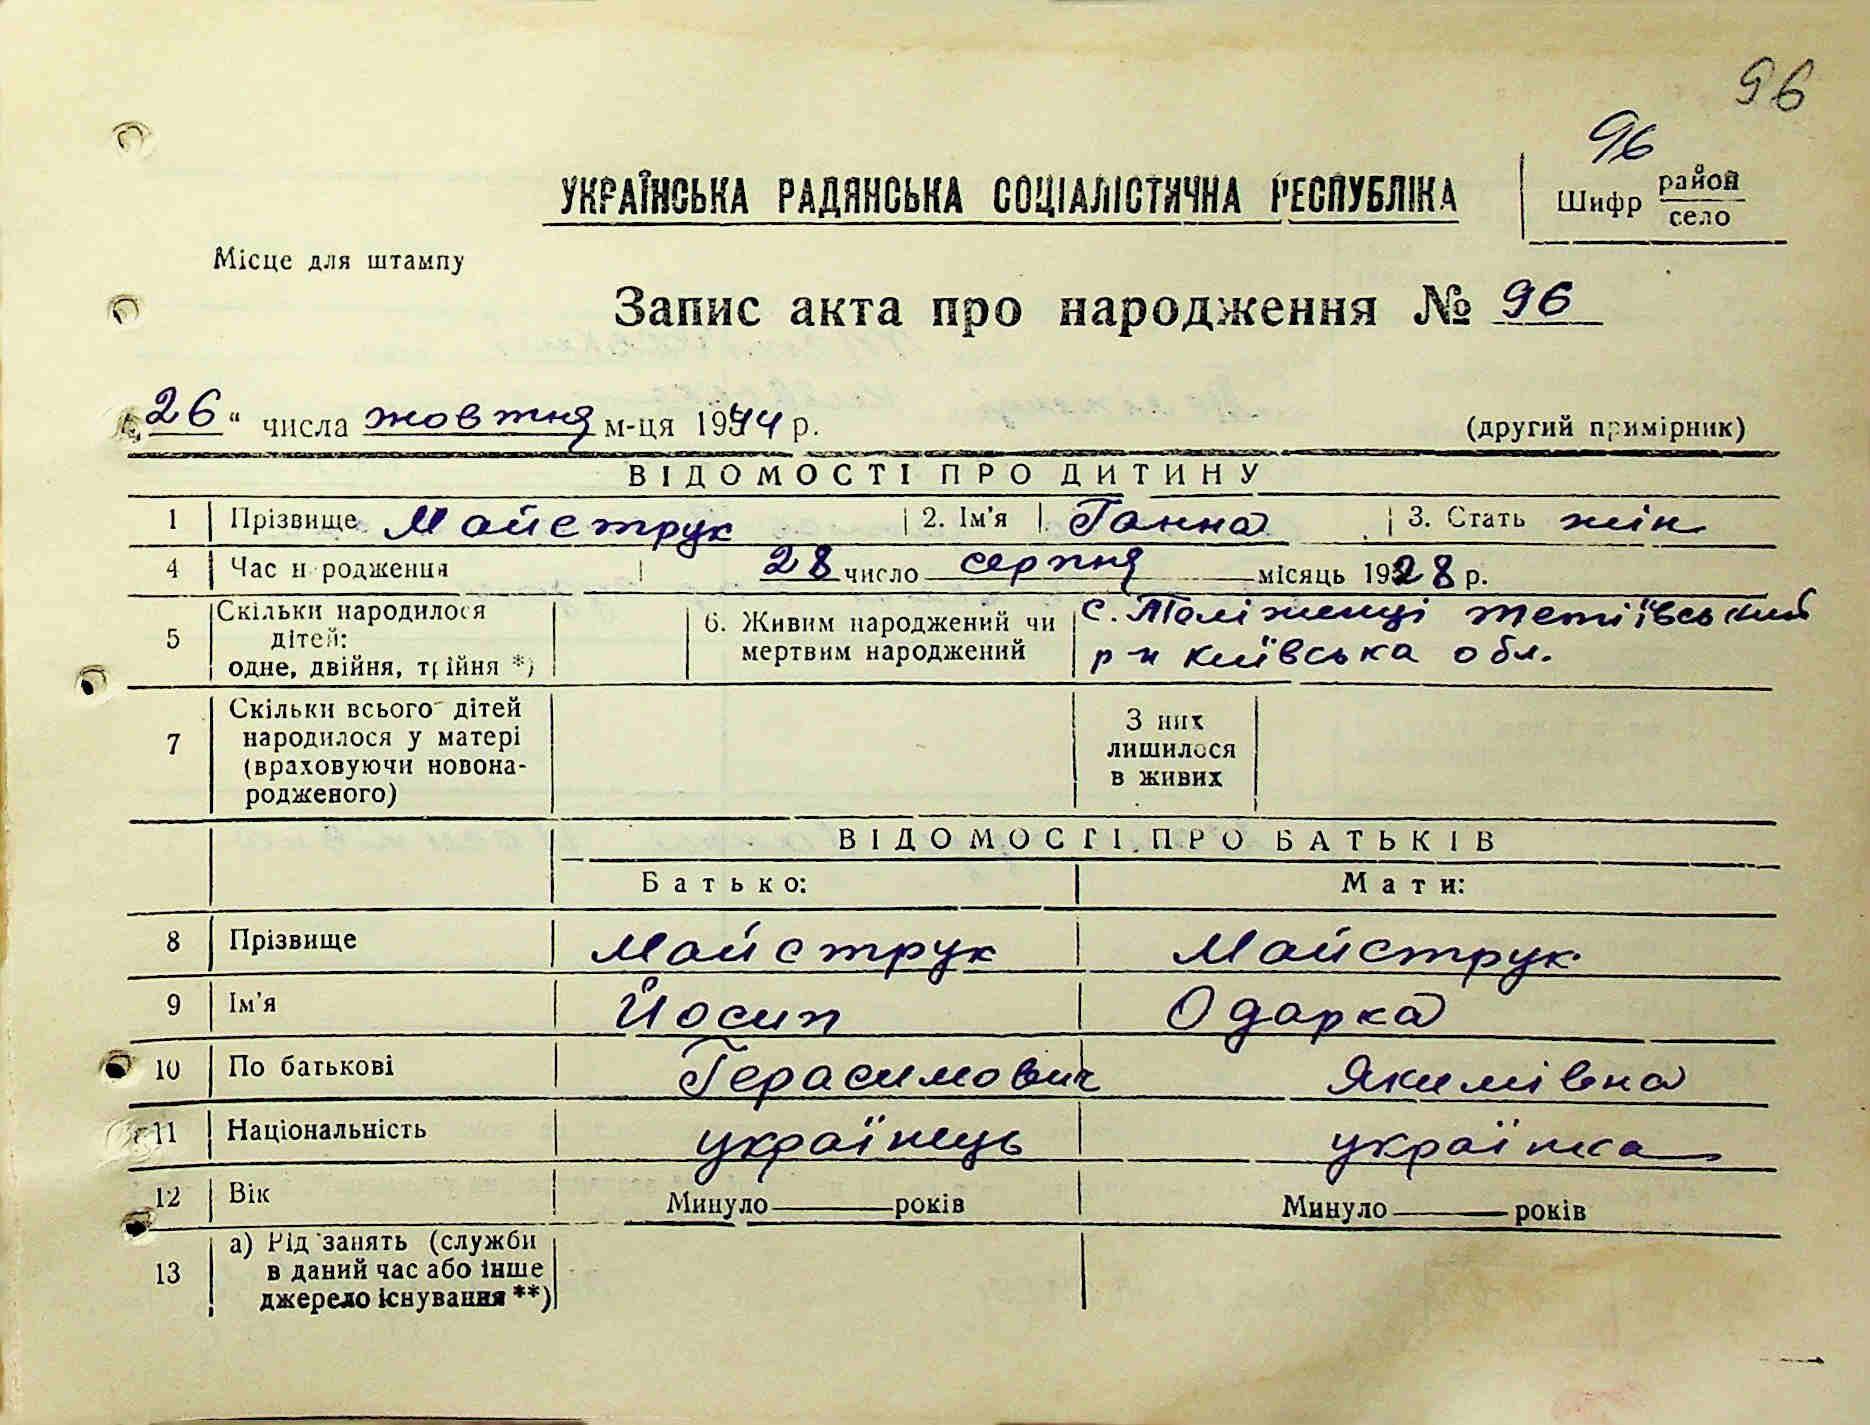 96
96
УКРАЇНСЬКА РАДЯНСЬКА СОЦІАЛІСТИЧНА РЕСПУБЛІКА
Шифр район
село
Місце для штампу
Запис акта про народження № 96
„26“ числа жовтня м-ця 1944 р. (другий примірник)
ВІДОМОСТІ ПРО ДИТИНУ
1 Прізвище Майструк 2. Ім'я Ганна 3. Стать жін
4 Час народження 28 число серпня місяць 1928 р.
5 Скільки народилося
дітей:
одне, двійня, трійня *)
6. Живим народжений чи
мертвим народжений
с. Теліженці Тетіївський
р-н Київська обл.
7 Скільки всього дітей
народилося у матері
(враховуючи новона-
родженого)
З них
лишилося
в живих
ВІДОМОСТІ ПРО БАТЬКІВ
Батько: Мати:
8 Прізвище Майструк Майструк
9 Ім'я Йосип Одарка
10 По батькові Герасимович Якимівна
11 Національність українець українка
12 Вік Минуло років Минуло років
13 а) Рід занять (служби
в даний час або інше
джерело існування **)